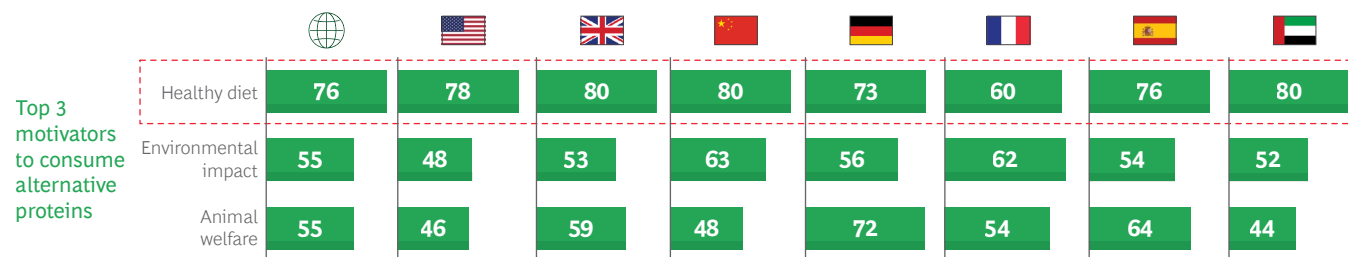 Top 3
motivators
to consume
alternative
proteins
Healthy diet
76 78 80 80 73 60 76 80
Environmental
impact
55 48 53 63 56 62 54 52
Animal
welfare
55 46 59 48 72 54 64 44